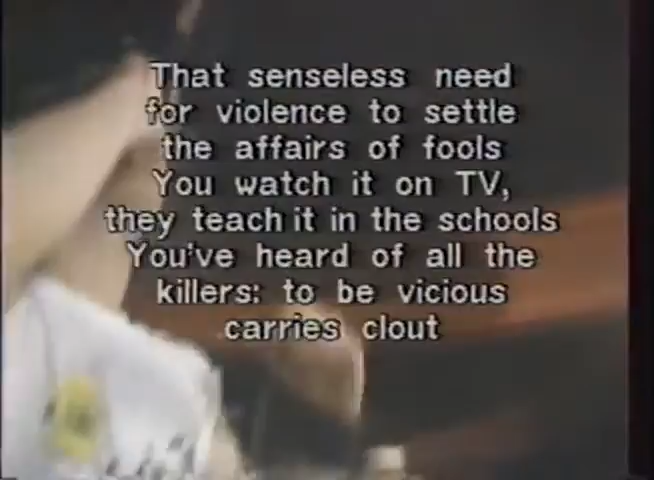 That senseless need
for violence to settle
the affairs of fools
You watch it on TV,
they teach it in the schools
You've heard of all the
killers: to be vicious
carries clout